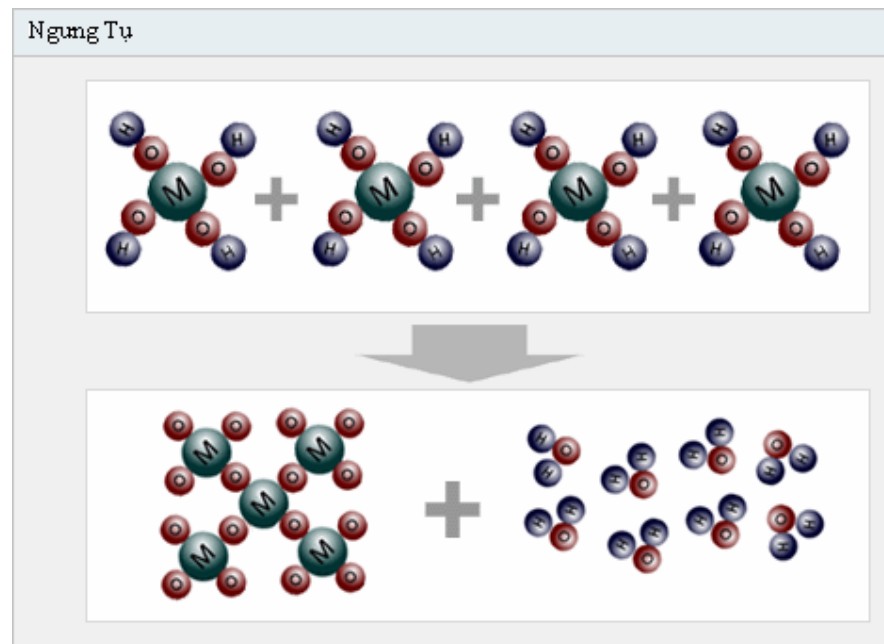 Ngưng Tụ
H H H H H H H H
O O O O O O O O
M + M + M + M
O O O O O O O O
H H H H H H H H
O O O O
M M
O O O O
M
O O O O
M M
O O O O
+
H O H
H H O
H H O
O H H
H H O
H H O
H H O
O H H